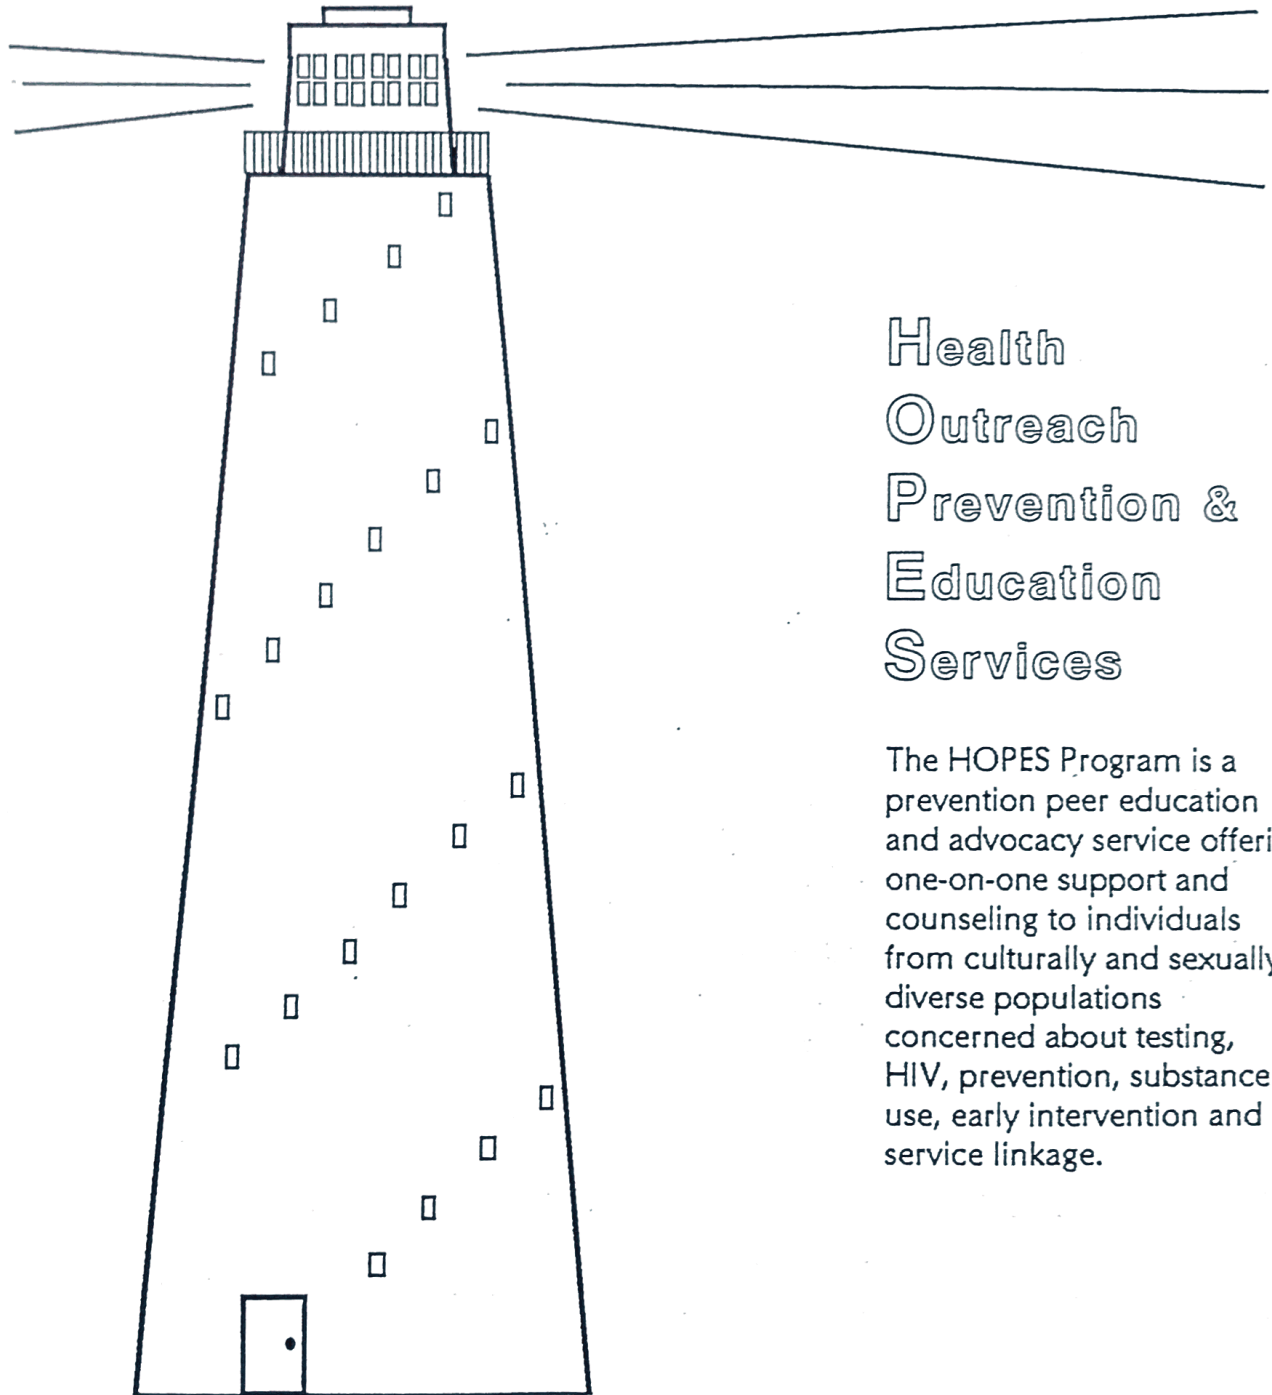 Health
Outreach
Prevention &
Education
Services
The HOPES Program is a
prevention peer education
and advocacy service offeri
one-on-one support and
counseling to individuals
from culturally and sexually
diverse populations
concerned about testing,
HIV, prevention, substance
use, early intervention and
service linkage.